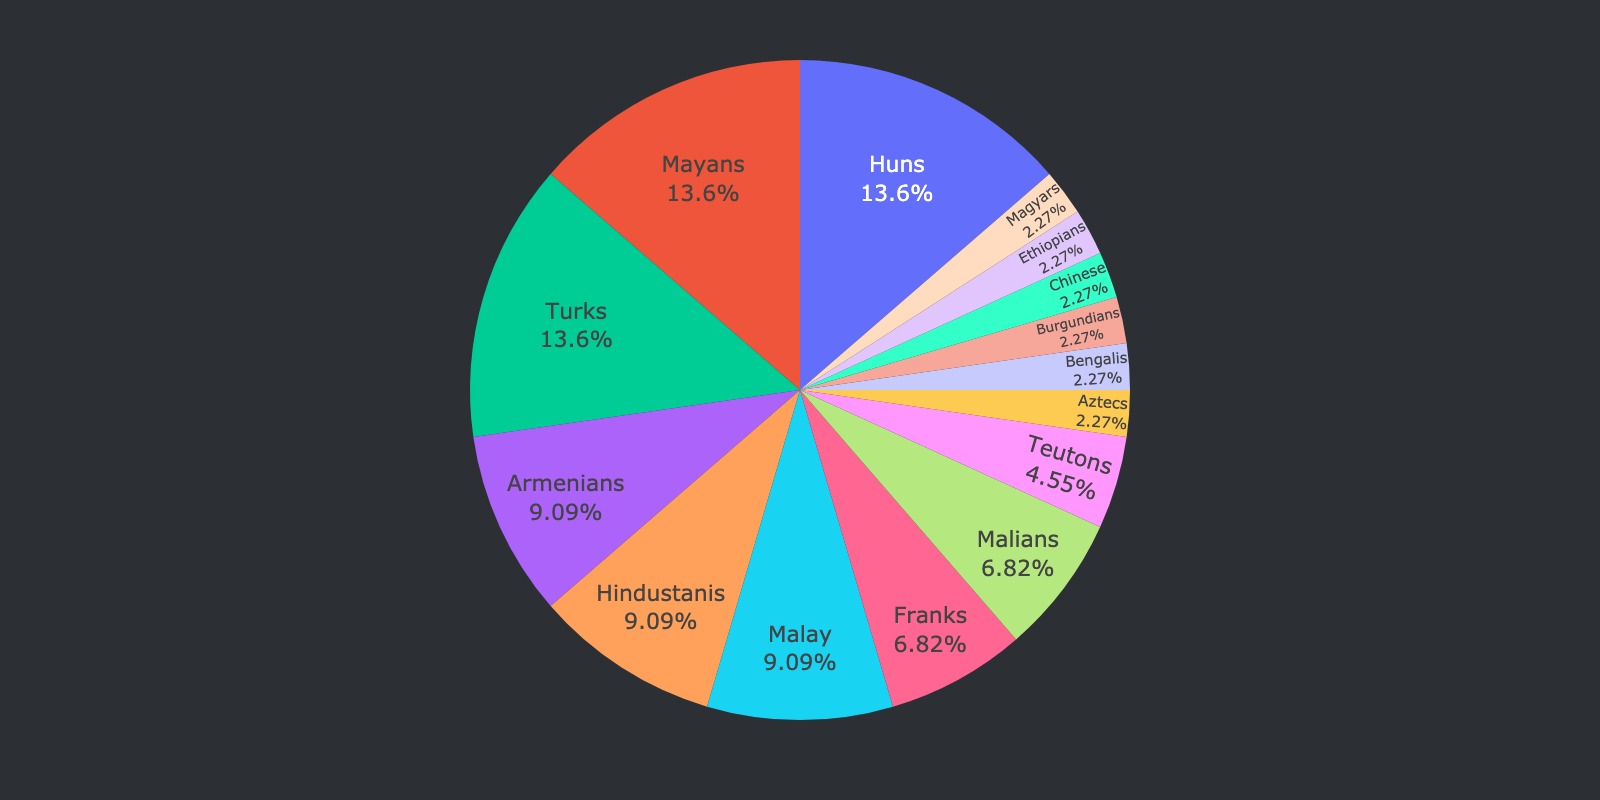 Mayans
13.6%
Huns
13.6%
Magyars
2.27%
Ethiopians
2.27%
Chinese
2.27%
Burgundians
2.27%
Bengalis
2.27%
Aztecs
2.27%
Teutons
4.55%
Malians
6.82%
Franks
6.82%
Malay
9.09%
Hindustanis
9.09%
Armenians
9.09%
Turks
13.6%